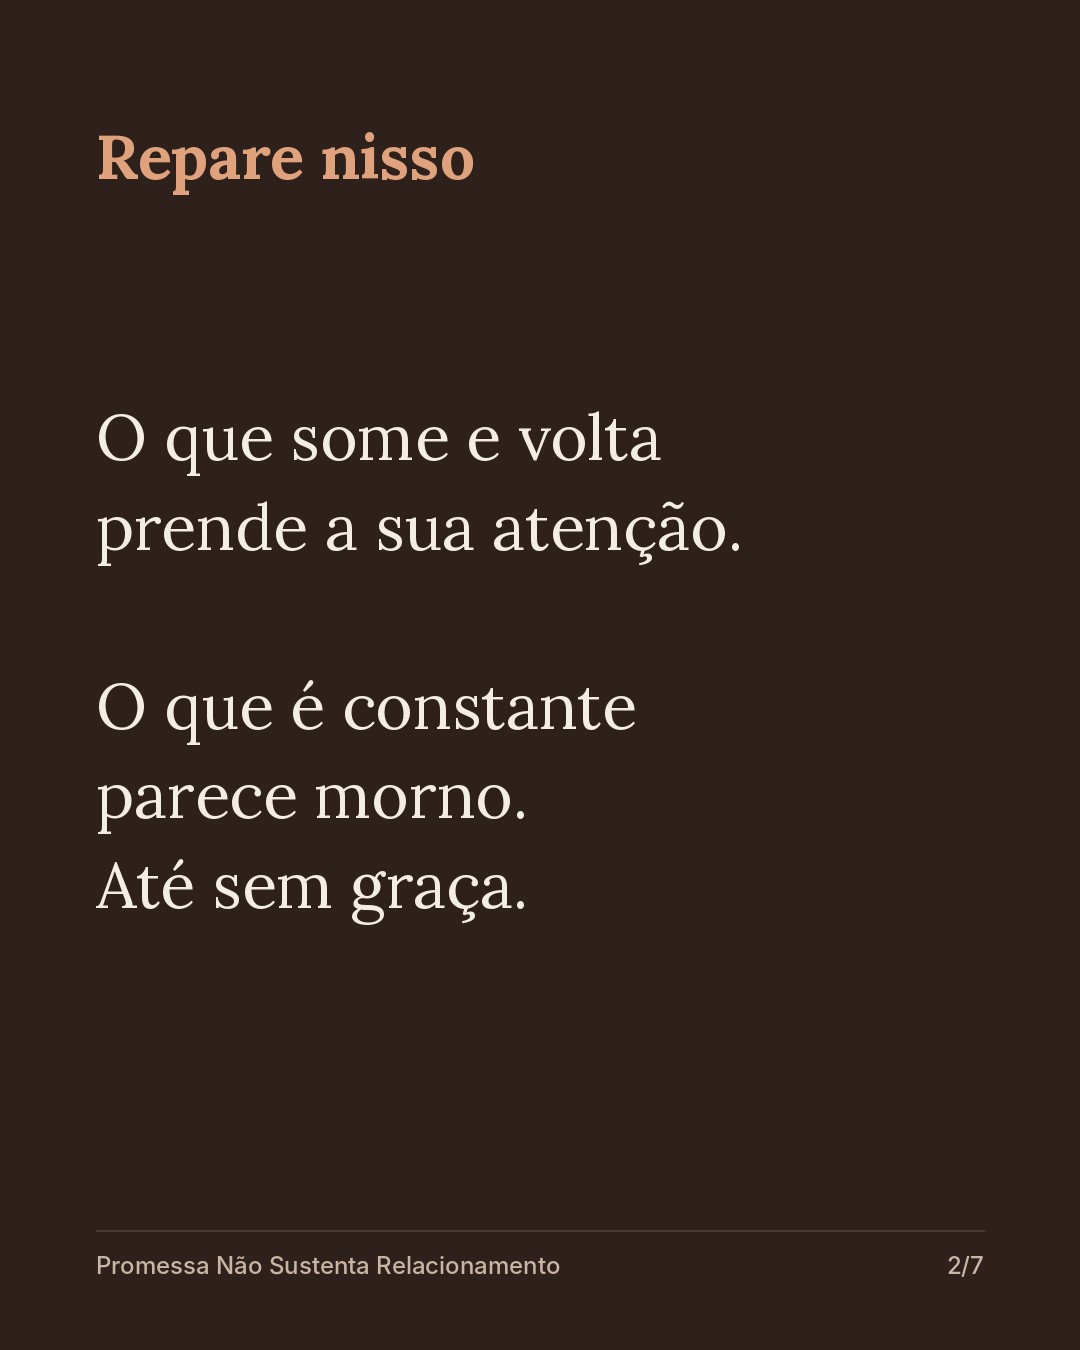 Repare nisso
O que some e volta
prende a sua atenção.
O que é constante
parece morno.
Até sem graça.
Promessa Não Sustenta Relacionamento
2/7